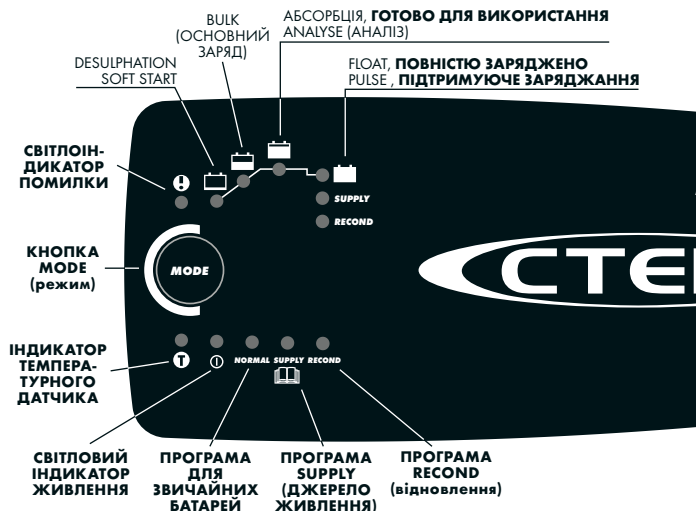 BULK
(ОСНОВНИЙ
ЗАРЯД)
АБСОРБЦІЯ, ГОТОВО ДЛЯ ВИКОРИСТАННЯ
ANALYSE (АНАЛІЗ)
DESULPHATION
SOFT START
FLOAT, ПОВНІСТЮ ЗАРЯДЖЕНО
PULSE , ПІДТРИМУЮЧЕ ЗАРЯДЖАННЯ
СВІТЛОІН-
ДИКАТОР
ПОМИЛКИ
SUPPLY
RECOND
КНОПКА
MODE
(режим)
MODE
CTE
ІНДИКАТОР
ТЕМПЕРА-
ТУРНОГО
ДАТЧИКА
T
NORMAL SUPPLY RECOND
СВІТЛОВИЙ
ІНДИКАТОР
ЖИВЛЕННЯ
ПРОГРАМА
ДЛЯ
ЗВИЧАЙНИХ
БАТАРЕЙ
ПРОГРАМА
SUPPLY
(ДЖЕРЕЛО
ЖИВЛЕННЯ)
ПРОГРАМА
RECOND
(відновлення)